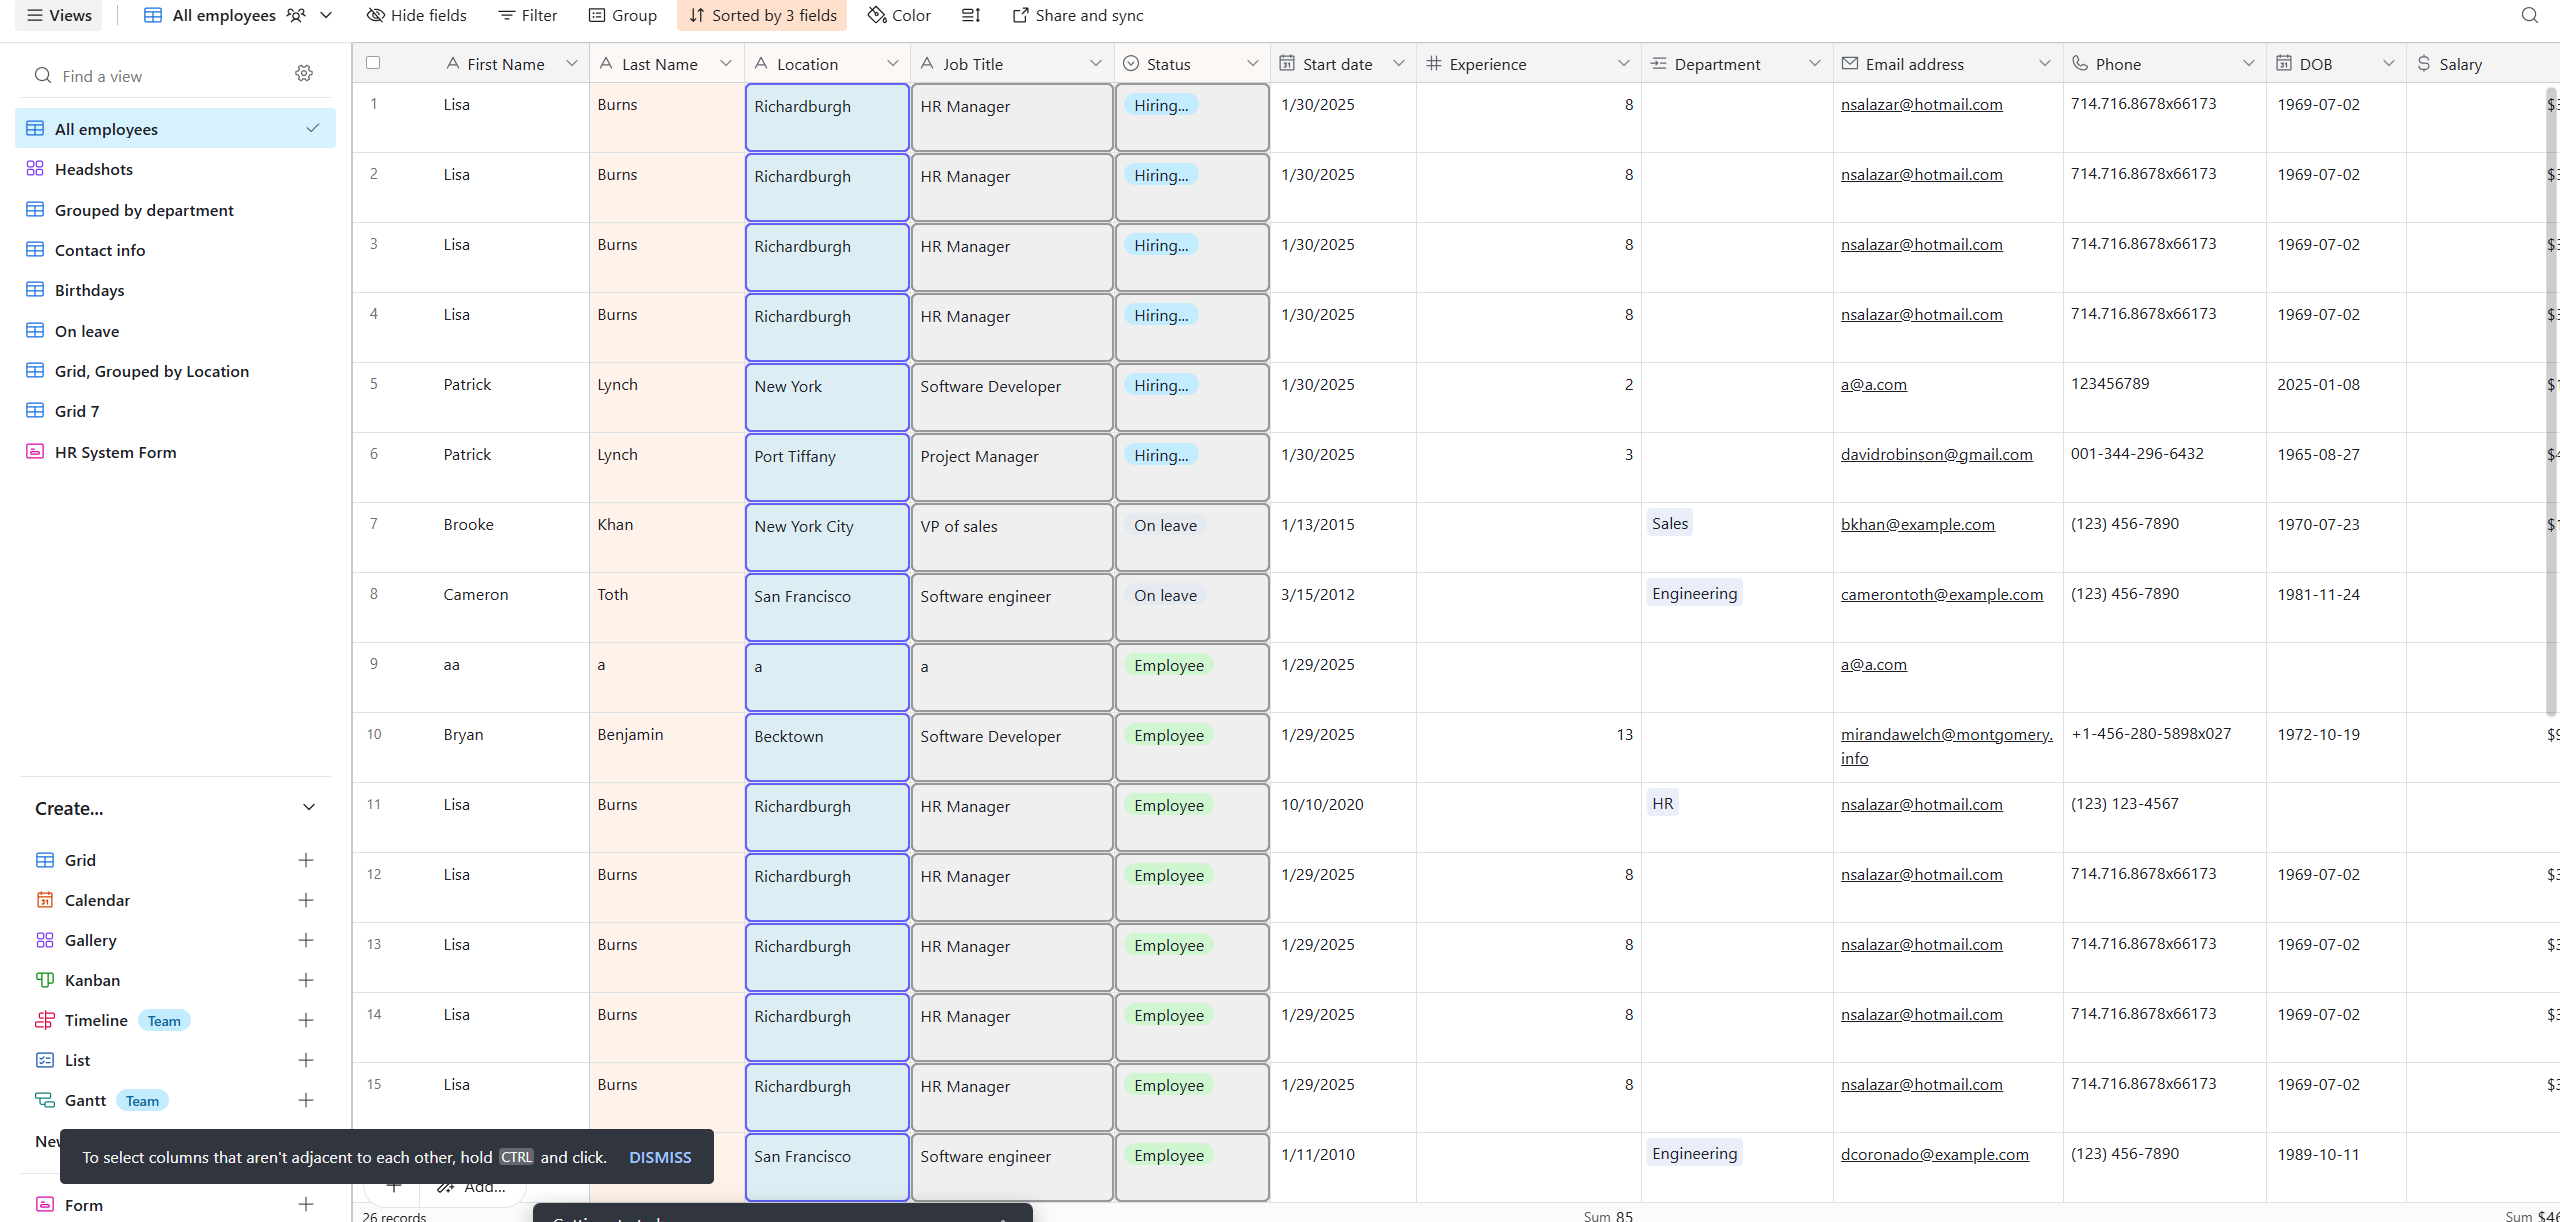 Views All employees Hide fields Filter Group Sorted by 3 fields Color Share and sync
Find a view
All employees
Headshots
Grouped by department
Contact info
Birthdays
On leave
Grid, Grouped by Location
Grid 7
HR System Form
Create...
Grid
Calendar
Gallery
Kanban
Timeline Team
List
Gantt Team
Form
First Name Last Name Location Job Title Status Start date Experience Department Email address Phone DOB Salary
1 Lisa Burns Richardburgh HR Manager Hiring... 1/30/2025 8 nsalazar@hotmail.com 714.716.8678x66173 1969-07-02
2 Lisa Burns Richardburgh HR Manager Hiring... 1/30/2025 8 nsalazar@hotmail.com 714.716.8678x66173 1969-07-02
3 Lisa Burns Richardburgh HR Manager Hiring... 1/30/2025 8 nsalazar@hotmail.com 714.716.8678x66173 1969-07-02
4 Lisa Burns Richardburgh HR Manager Hiring... 1/30/2025 8 nsalazar@hotmail.com 714.716.8678x66173 1969-07-02
5 Patrick Lynch New York Software Developer Hiring... 1/30/2025 2 a@a.com 123456789 2025-01-08
6 Patrick Lynch Port Tiffany Project Manager Hiring... 1/30/2025 3 davidrobinson@gmail.com 001-344-296-6432 1965-08-27
7 Brooke Khan New York City VP of sales On leave 1/13/2015 Sales bkhan@example.com (123) 456-7890 1970-07-23
8 Cameron Toth San Francisco Software engineer On leave 3/15/2012 Engineering camerontoth@example.com (123) 456-7890 1981-11-24
9 aa a a a Employee 1/29/2025 a@a.com
10 Bryan Benjamin Becktown Software Developer Employee 1/29/2025 13 mirandawelch@montgomery. +1-456-280-5898x027 1972-10-19
info
11 Lisa Burns Richardburgh HR Manager Employee 10/10/2020 HR nsalazar@hotmail.com (123) 123-4567
12 Lisa Burns Richardburgh HR Manager Employee 1/29/2025 8 nsalazar@hotmail.com 714.716.8678x66173 1969-07-02
13 Lisa Burns Richardburgh HR Manager Employee 1/29/2025 8 nsalazar@hotmail.com 714.716.8678x66173 1969-07-02
14 Lisa Burns Richardburgh HR Manager Employee 1/29/2025 8 nsalazar@hotmail.com 714.716.8678x66173 1969-07-02
15 Lisa Burns Richardburgh HR Manager Employee 1/29/2025 8 nsalazar@hotmail.com 714.716.8678x66173 1969-07-02
San Francisco Software engineer Employee 1/11/2010 Engineering dcoronado@example.com (123) 456-7890 1989-10-11
To select columns that aren't adjacent to each other, hold CTRL and click. DISMISS
Add...
26 records Sum 85 Sum